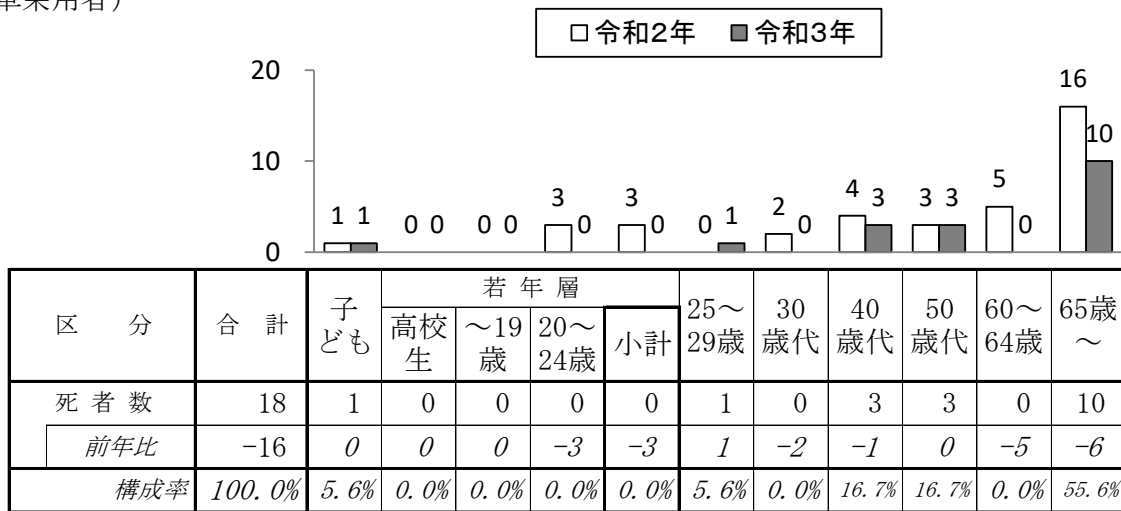 車乗用者）
□令和２年 ■令和３年
20
10
0
1 1 0 0 0 0 3 0 3 0 0 1 2 0 4 3 3 3 5 0 16 10
区 分 合 計 子ども 若 年 層 25～29歳 30歳代 40歳代 50歳代 60～64歳 65歳～
高校生 ～19歳 20～24歳 小計
死 者 数 18 1 0 0 0 0 1 0 3 3 0 10
前年比 -16 0 0 0 -3 -3 1 -2 -1 0 -5 -6
構成率 100.0% 5.6% 0.0% 0.0% 0.0% 0.0% 5.6% 0.0% 16.7% 16.7% 0.0% 55.6%